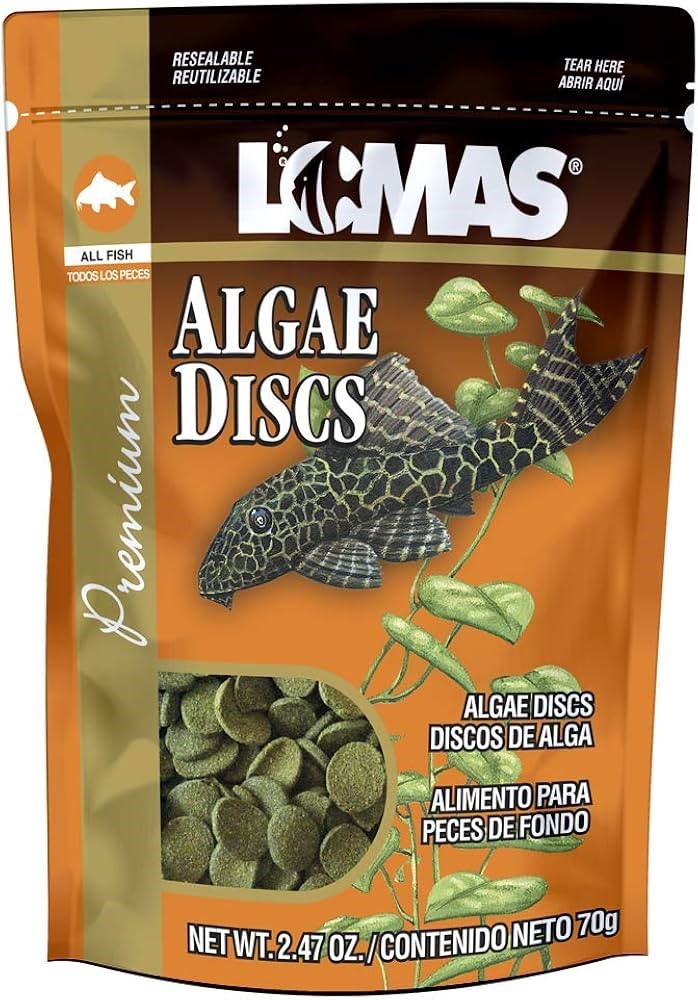 RESEALABLE
REUTILIZABLE
TEAR HERE
ABRIR AQUÍ
LOMAS®
ALL FISH
TODOS LOS PECES
ALGAE
DISCS
Premium
ALGAE DISCS
DISCOS DE ALGA
ALIMENTO PARA
PECES DE FONDO
NET WT. 2.47 OZ. / CONTENIDO NETO 70g